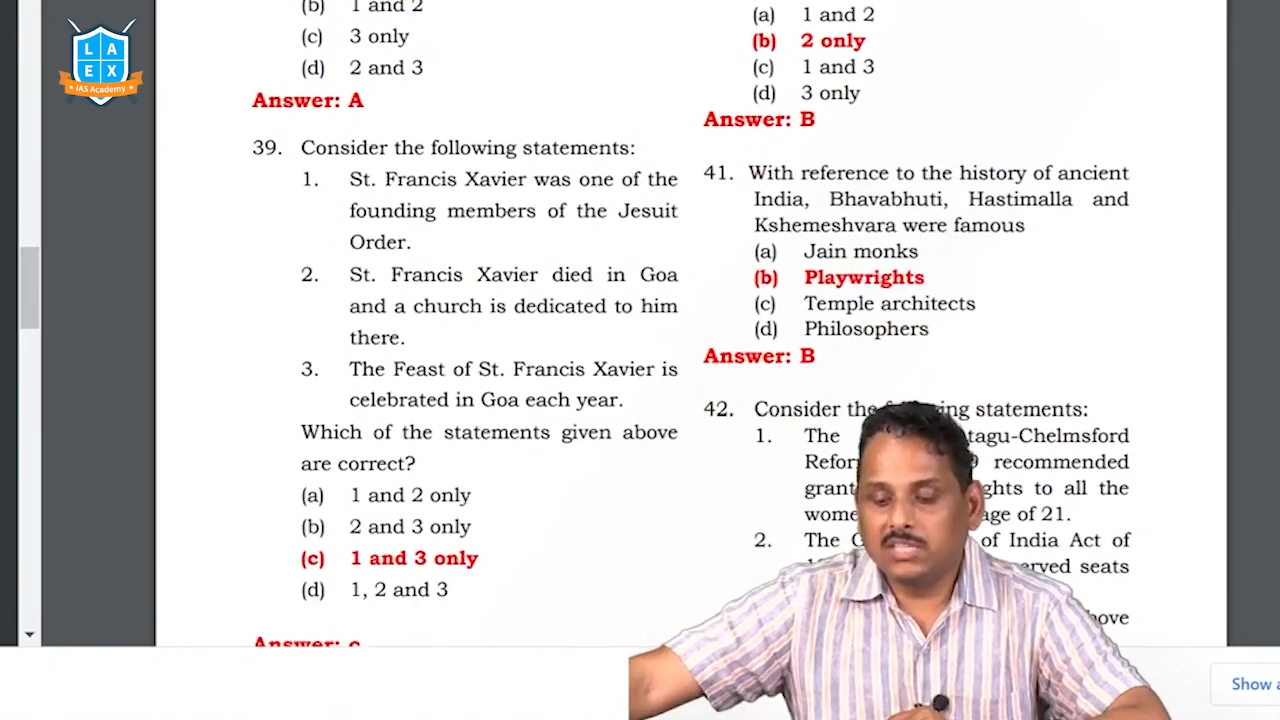 L A
E X
IAS Academy
(b) 1 and 2
(c) 3 only
(d) 2 and 3
Answer: A
39. Consider the following statements:
1. St. Francis Xavier was one of the
founding members of the Jesuit
Order.
2. St. Francis Xavier died in Goa
and a church is dedicated to him
there.
3. The Feast of St. Francis Xavier is
celebrated in Goa each year.
Which of the statements given above
are correct?
(a) 1 and 2 only
(b) 2 and 3 only
(c) 1 and 3 only
(d) 1, 2 and 3
Answer: c
(a) 1 and 2
(b) 2 only
(c) 1 and 3
(d) 3 only
Answer: B
41. With reference to the history of ancient
India, Bhavabhuti, Hastimalla and
Kshemeshvara were famous
(a) Jain monks
(b) Playwrights
(c) Temple architects
(d) Philosophers
Answer: B
42. Consider the statements:
1. The
recommended
to all the
age of 21.
2. The of India Act of
seats
Show